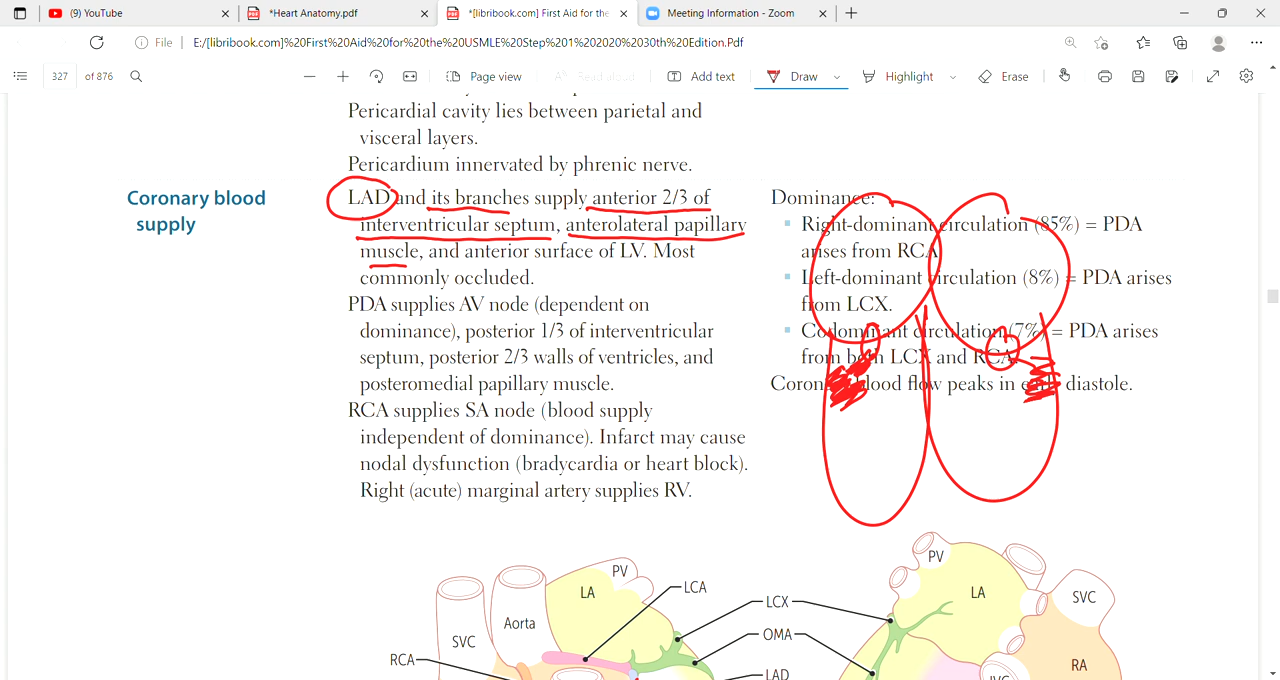 (9) YouTube
*Heart Anatomy.pdf
*[libribook.com] First Aid for the
Meeting Information - Zoom
File
E:/[libribook.com]%20First%20Aid%20for%20the%20USMLE%20Step%201%202020%2030th%20Edition.Pdf
327
of 876
Page view
Read aloud
Add text
Draw
Highlight
Erase
Pericardial cavity lies between parietal and
visceral layers.
Pericardium innervated by phrenic nerve.
Coronary blood
supply
LAD and its branches supply anterior 2/3 of
interventricular septum, anterolateral papillary
muscle, and anterior surface of LV. Most
commonly occluded.
PDA supplies AV node (dependent on
dominance), posterior 1/3 of interventricular
septum, posterior 2/3 walls of ventricles, and
posteromedial papillary muscle.
RCA supplies SA node (blood supply
independent of dominance). Infarct may cause
nodal dysfunction (bradycardia or heart block).
Right (acute) marginal artery supplies RV.
Dominance:
Right-dominant circulation (85%) = PDA
arises from RCA
Left-dominant circulation (8%) = PDA arises
from LCX.
Codominant circulation (7%) = PDA arises
from both LCX and RCA.
Coronary blood flow peaks in early diastole.
PV
LA
LCA
LCX
Aorta
OMA
SVC
RCA
LAD
PV
LA
SVC
RA